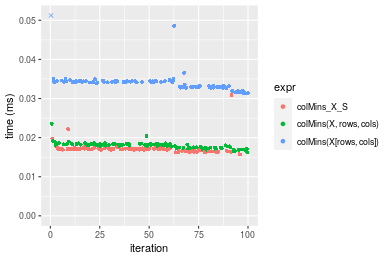 0.05
0.04
0.03
0.02
0.01
0.00
time (ms)
0
25
50
75
100
iteration
expr
colMins_X_S
colMins(X, rows, cols)
colMins(X[rows, cols])